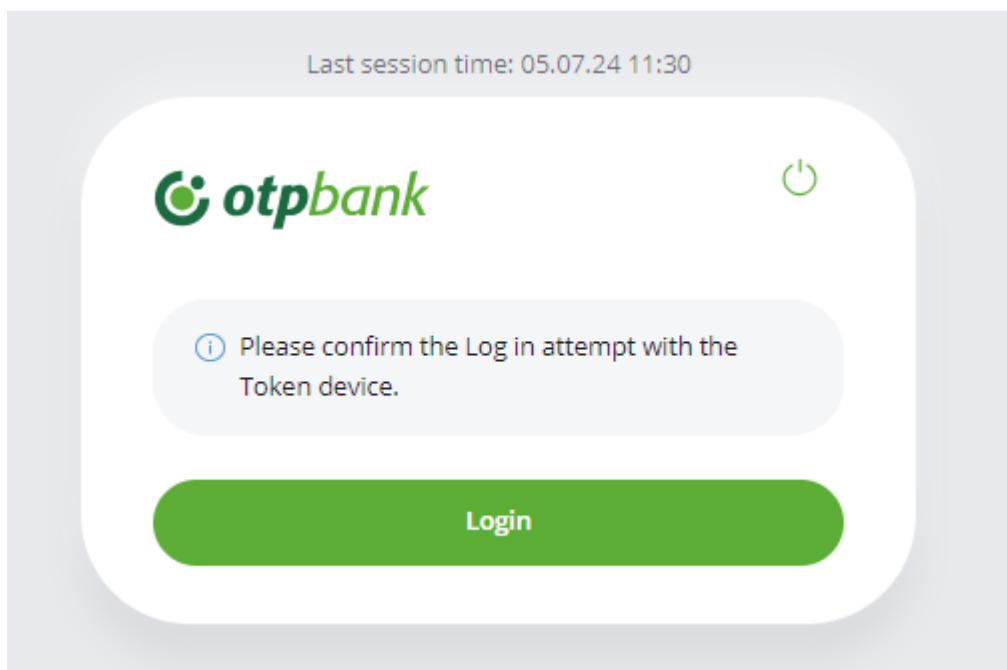 Last session time: 05.07.24 11:30
otpbank
Please confirm the Log in attempt with the
Token device.
Login